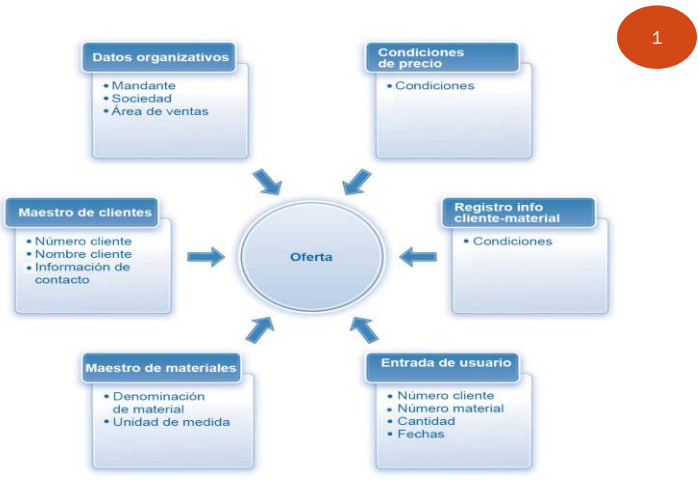 1
Datos organizativos
• Mandante
• Sociedad
• Área de ventas
Condiciones
de precio
• Condiciones
Maestro de clientes
• Número cliente
• Nombre cliente
• Información de
contacto
Oferta
Registro info
cliente-material
• Condiciones
Maestro de materiales
• Denominación
de material
• Unidad de medida
Entrada de usuario
• Número cliente
• Número material
• Cantidad
• Fechas